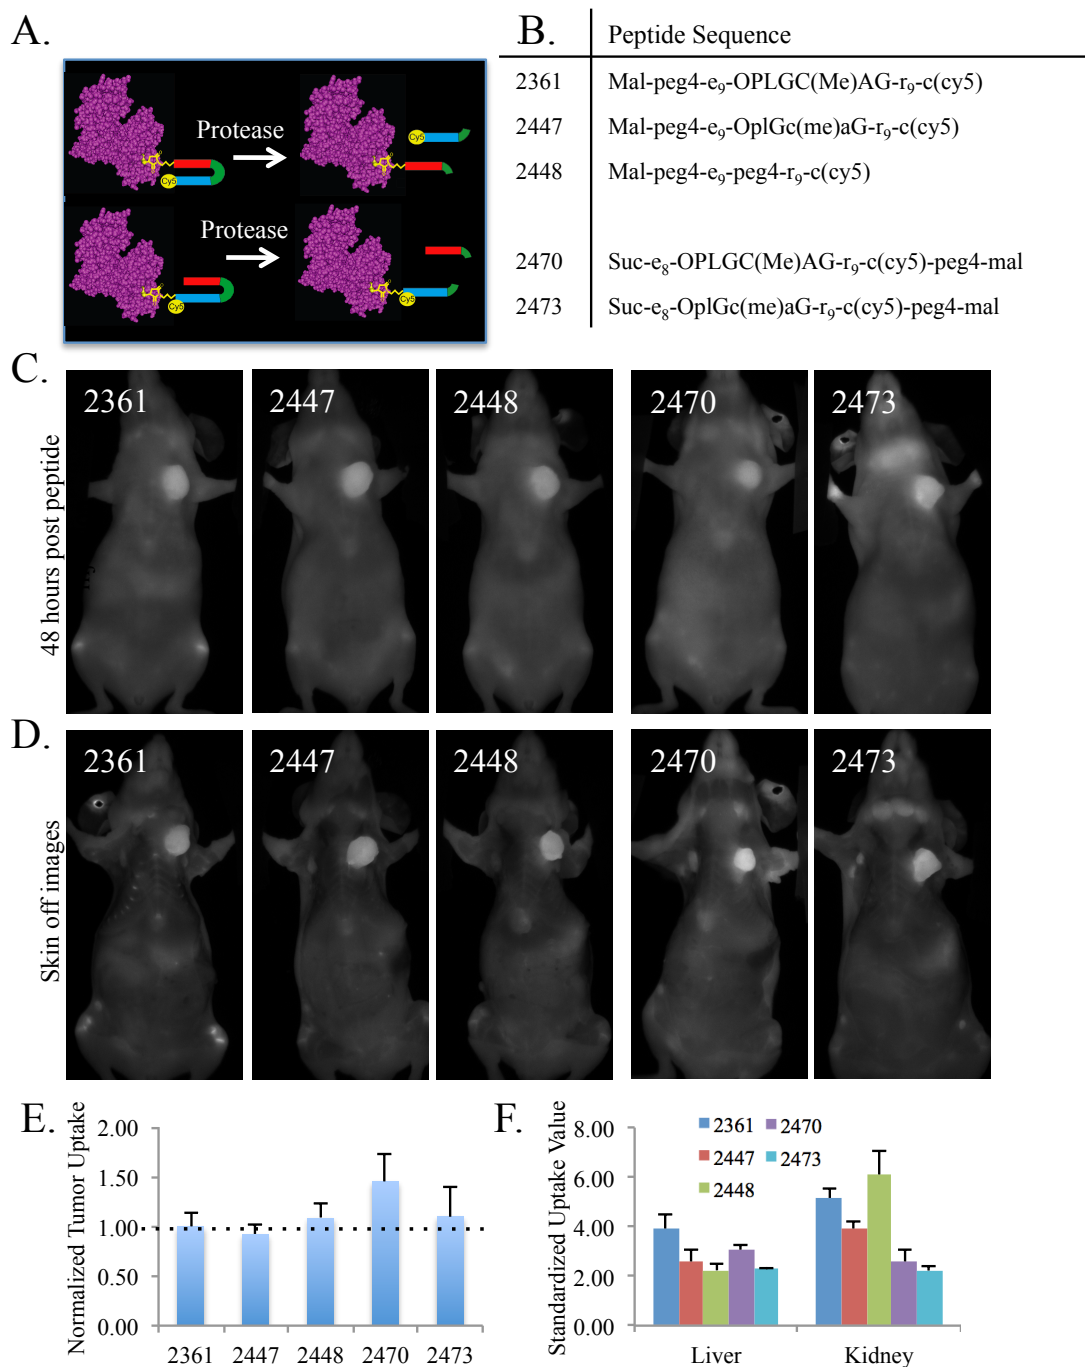 A.
Protease
Cy5
Cy5
Protease
Cy5
Cy5
B.
Peptide Sequence
2361 Mal-peg4-e9-OPLGC(Me)AG-r9-c(cy5)
2447 Mal-peg4-e9-OplGc(me)aG-r9-c(cy5)
2448 Mal-peg4-e9-peg4-r9-c(cy5)
2470 Suc-e8-OPLGC(Me)AG-r9-c(cy5)-peg4-mal
2473 Suc-e8-OplGc(me)aG-r9-c(cy5)-peg4-mal
C.
48 hours post peptide
2361
2447
2448
2470
2473
D.
Skin off images
2361
2447
2448
2470
2473
E.
Normalized Tumor Uptake
2.00
1.50
1.00
0.50
0.00
2361 2447 2448 2470 2473
F.
Standardized Uptake Value
8.00
6.00
4.00
2.00
0.00
2361 2470
2447 2473
2448
Liver Kidney